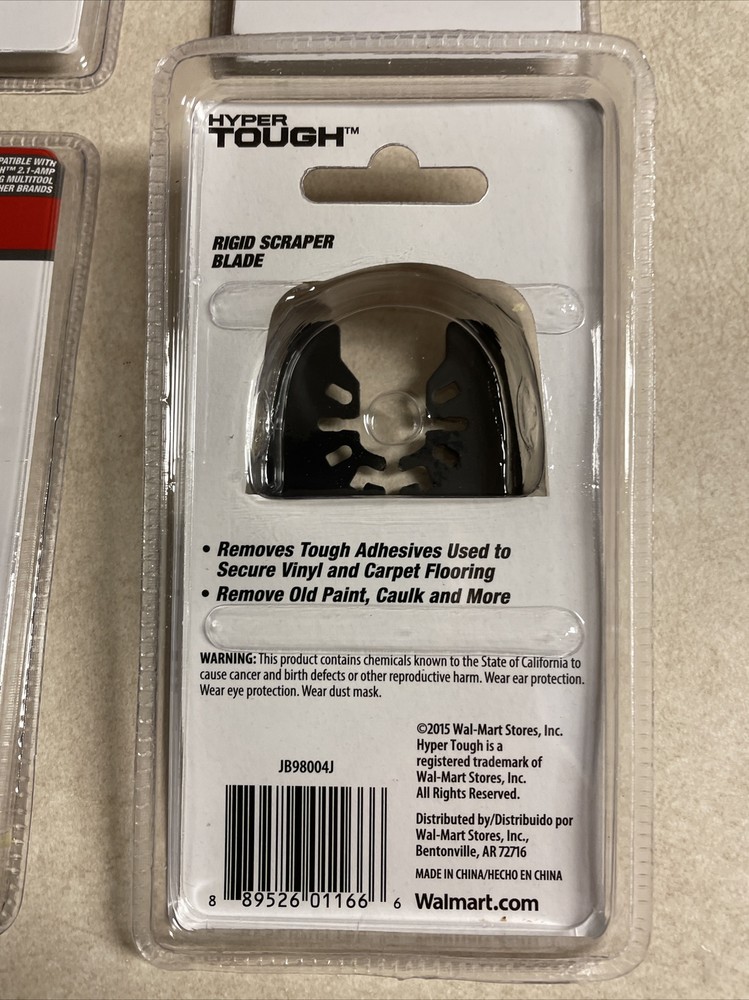 HYPER
TOUGH™
RIGID SCRAPER
BLADE
• Removes Tough Adhesives Used to
Secure Vinyl and Carpet Flooring
• Remove Old Paint, Caulk and More
WARNING: This product contains chemicals known to the State of California to
cause cancer and birth defects or other reproductive harm. Wear ear protection.
Wear eye protection. Wear dust mask.
JB98004J
8 89526 01166 6
©2015 Wal-Mart Stores, Inc.
Hyper Tough is a
registered trademark of
Wal-Mart Stores, Inc.
All Rights Reserved.
Distributed by/Distribuido por
Wal-Mart Stores, Inc.,
Bentonville, AR 72716
MADE IN CHINA/HECHO EN CHINA
Walmart.com
PATIBLE WITH
H™ 2.1-AMP
G MULTITOOL
HER BRANDS